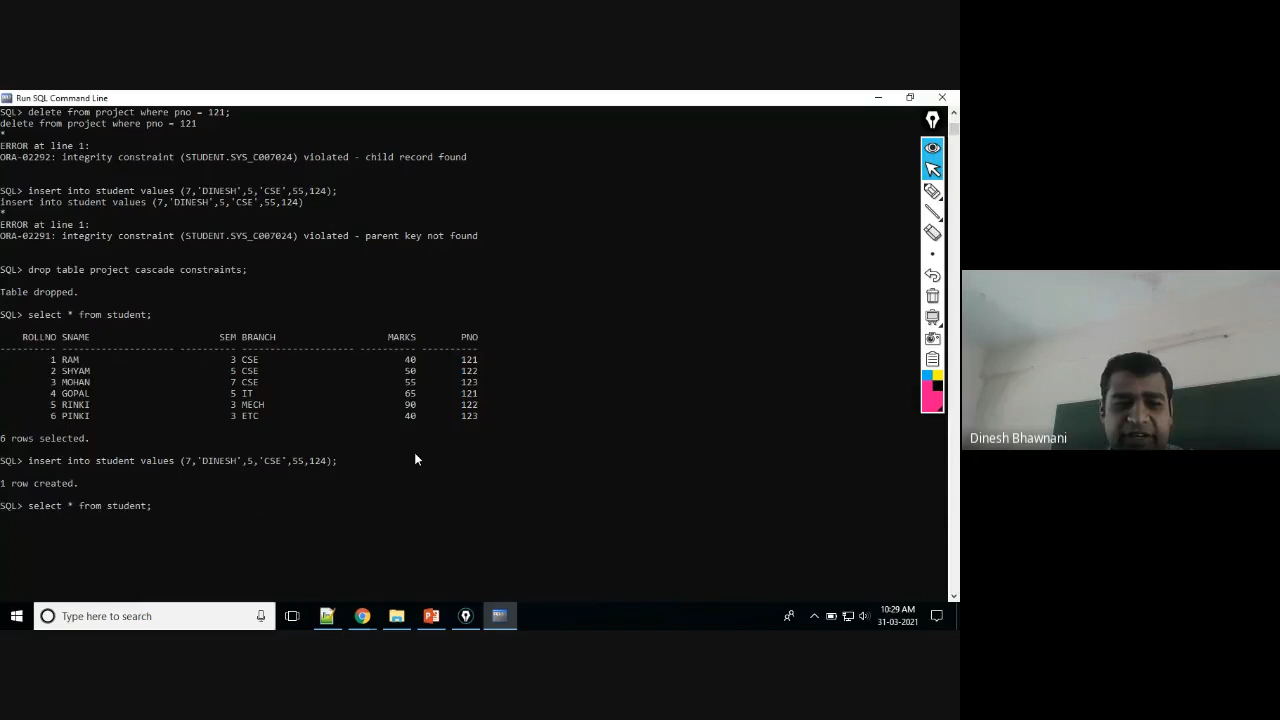 Run SQL Command Line
SQL> delete from project where pno = 121;
delete from project where pno = 121
*
ERROR at line 1:
ORA-02292: integrity constraint (STUDENT.SYS_C007024) violated - child record found
SQL> insert into student values (7,'DINESH',5,'CSE',55,124);
insert into student values (7,'DINESH',5,'CSE',55,124)
*
ERROR at line 1:
ORA-02291: integrity constraint (STUDENT.SYS_C007024) violated - parent key not found
SQL> drop table project cascade constraints;
Table dropped.
SQL> select * from student;
ROLLNO SNAME SEM BRANCH MARKS PNO
---------- -------------------- ---------- -------------------- ---------- ----------
1 RAM 3 CSE 40 121
2 SHYAM 5 CSE 50 122
3 MOHAN 7 CSE 55 123
4 GOPAL 5 IT 65 121
5 RINKI 3 MECH 90 122
6 PINKI 3 ETC 40 123
6 rows selected.
SQL> insert into student values (7,'DINESH',5,'CSE',55,124);
1 row created.
SQL> select * from student;
Dinesh Bhawnani
Type here to search
10:29 AM
31-03-2021